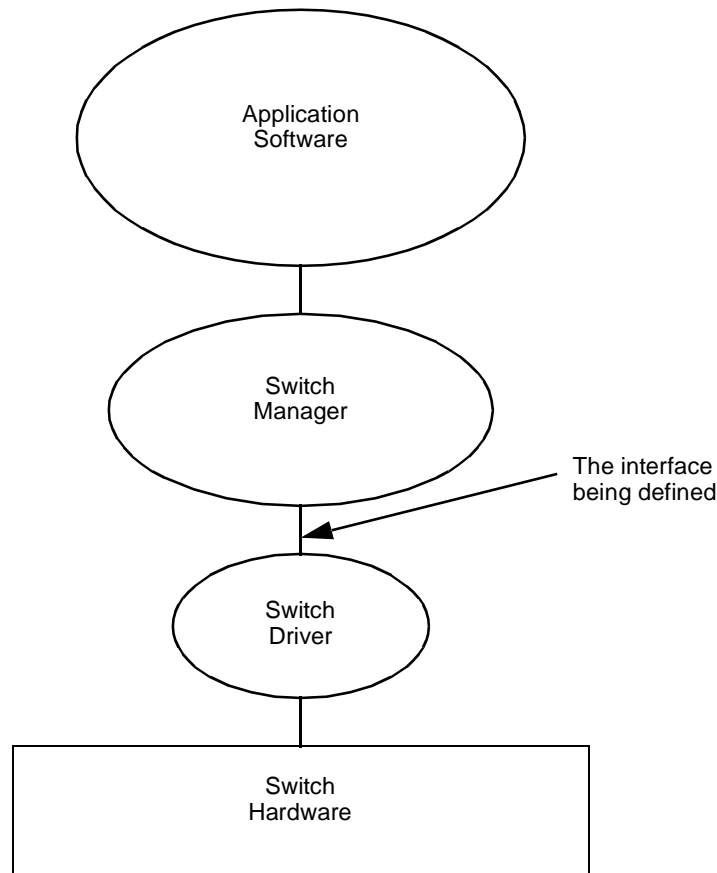 Application
Software
Switch
Manager
The interface
being defined
Switch
Driver
Switch
Hardware